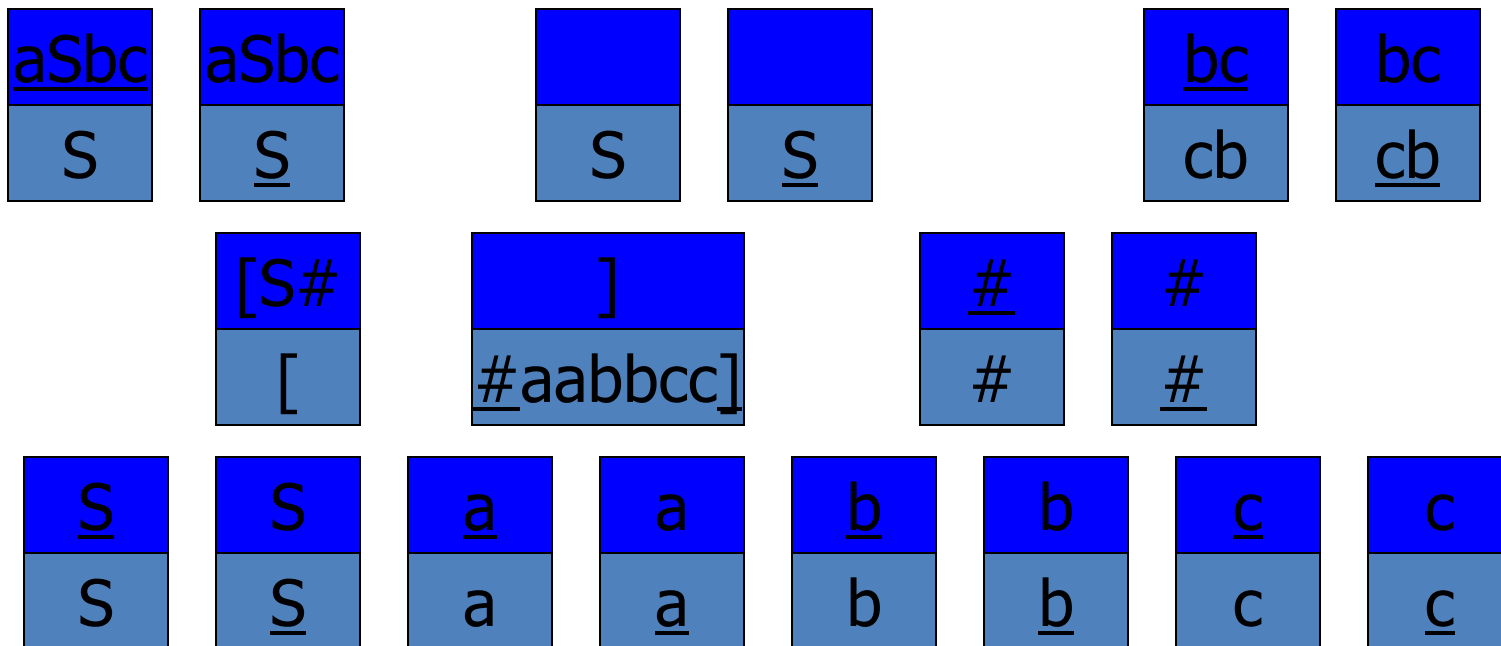 aSbc aSbc bc bc
S S S S cb cb
[S# ] # #
[ #aabbcc] # #
S S a a b b c c
S S a a b b c c